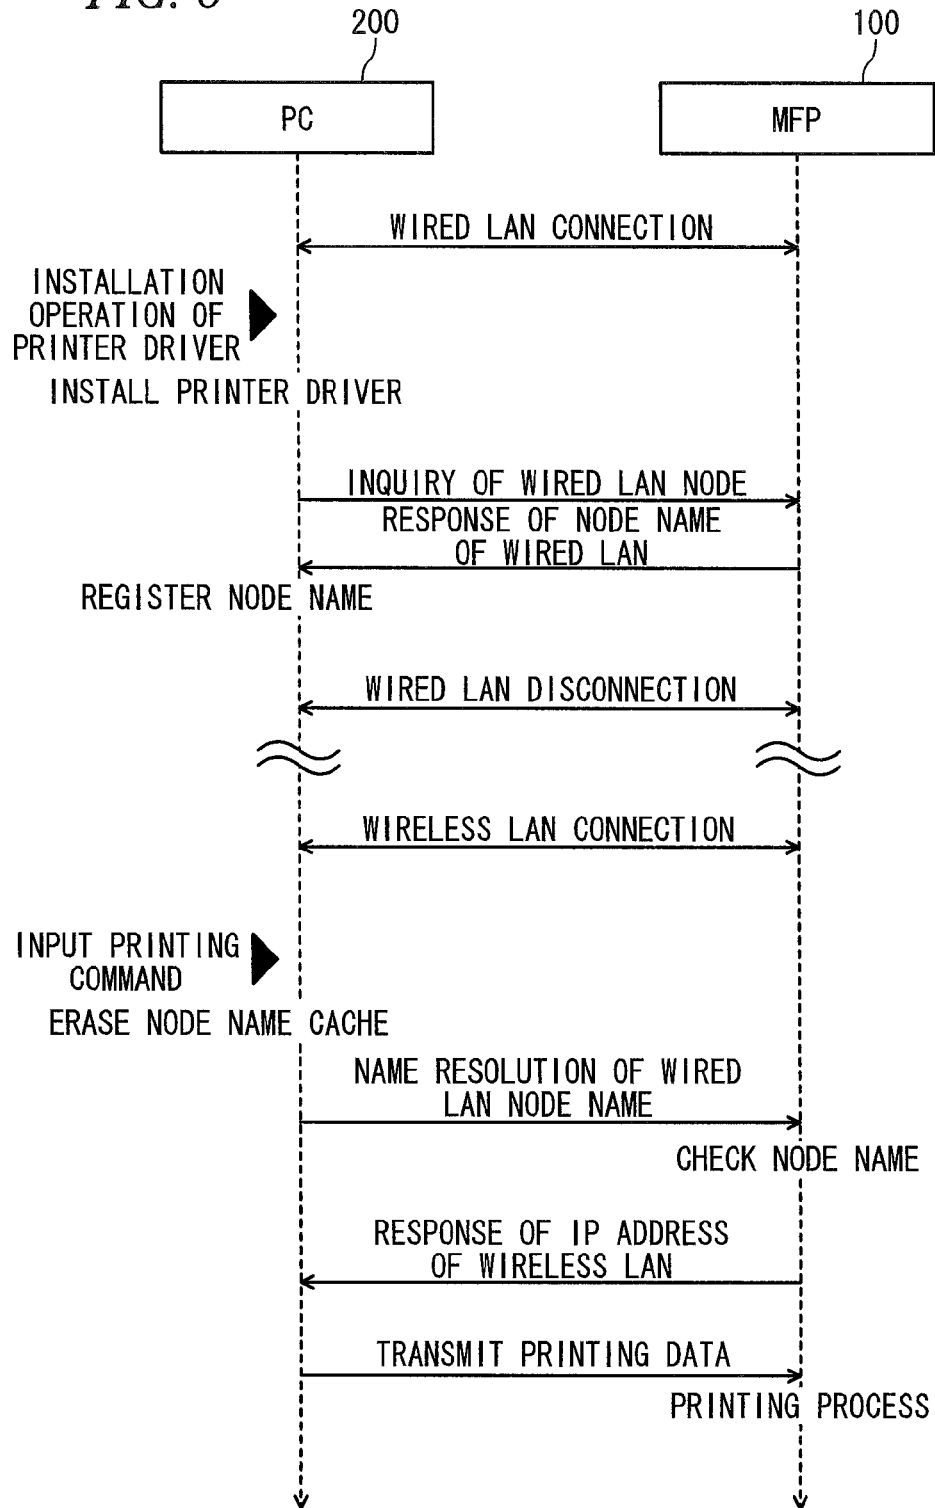 FIG. 6
200
100
PC
MFP
WIRED LAN CONNECTION
INSTALLATION
OPERATION OF
PRINTER DRIVER
INSTALL PRINTER DRIVER
INQUIRY OF WIRED LAN NODE
RESPONSE OF NODE NAME
OF WIRED LAN
REGISTER NODE NAME
WIRED LAN DISCONNECTION
WIRELESS LAN CONNECTION
INPUT PRINTING
COMMAND
ERASE NODE NAME CACHE
NAME RESOLUTION OF WIRED
LAN NODE NAME
CHECK NODE NAME
RESPONSE OF IP ADDRESS
OF WIRELESS LAN
TRANSMIT PRINTING DATA
PRINTING PROCESS